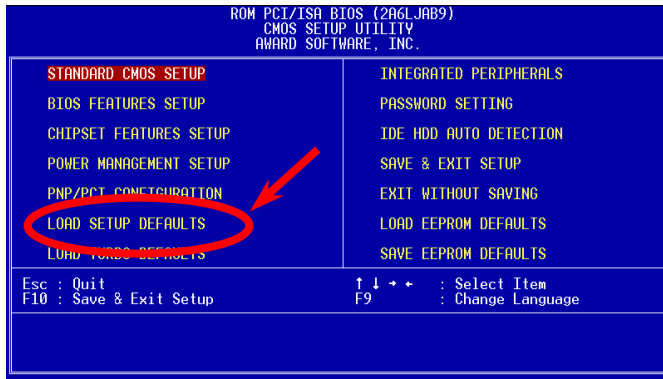 ROM PCI/ISA BIOS (2A6LJAB9)
CMOS SETUP UTILITY
AWARD SOFTWARE, INC.
STANDARD CMOS SETUP
BIOS FEATURES SETUP
CHIPSET FEATURES SETUP
POWER MANAGEMENT SETUP
PNP/PCI CONFIGURATION
LOAD SETUP DEFAULTS
LOAD TURBO DEFAULTS
INTEGRATED PERIPHERALS
PASSWORD SETTING
IDE HDD AUTO DETECTION
SAVE & EXIT SETUP
EXIT WITHOUT SAVING
LOAD EEPROM DEFAULTS
SAVE EEPROM DEFAULTS
Esc : Quit
F10 : Save & Exit Setup
↑ ↓ → ← : Select Item
F9 : Change Language